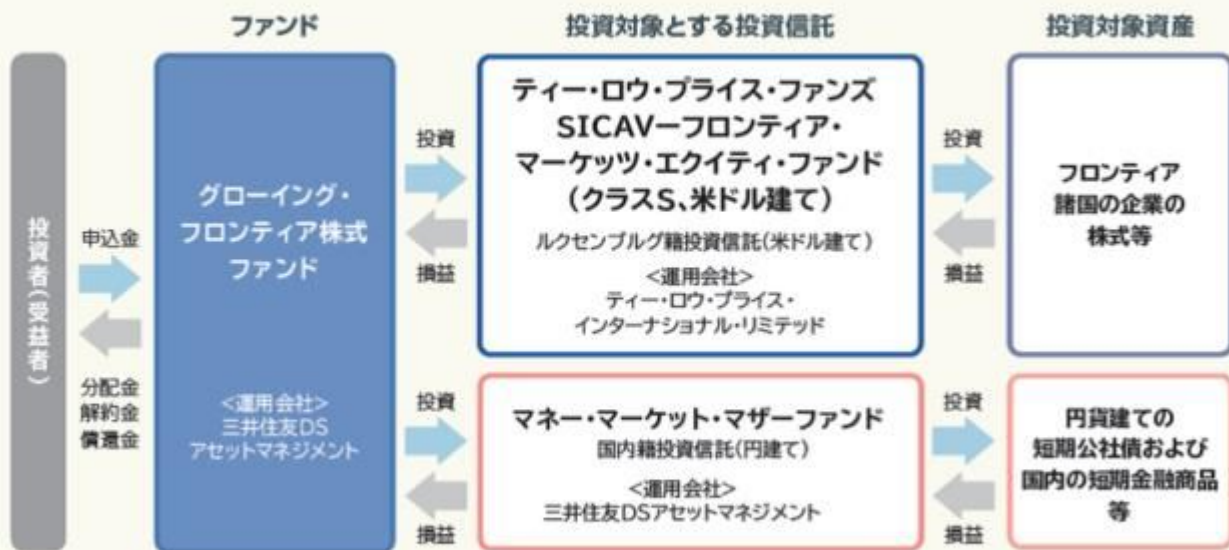 ファンド
投資対象とする投資信託
投資対象資産
投資者(受益者)
申込金
分配金
解約金
償還金
グローイング・
フロンティア株式
ファンド
<運用会社>
三井住友DS
アセットマネジメント
投資
損益
ティー・ロウ・プライス・ファンズ
SICAV－フロンティア・
マーケッツ・エクイティ・ファンド
(クラスS、米ドル建て)
ルクセンブルグ籍投資信託(米ドル建て)
<運用会社>
ティー・ロウ・プライス・
インターナショナル・リミテッド
投資
損益
フロンティア
諸国の企業の
株式等
投資
損益
マネー・マーケット・マザーファンド
国内籍投資信託(円建て)
<運用会社>
三井住友DSアセットマネジメント
投資
損益
円貨建ての
短期公社債および
国内の短期金融商品
等